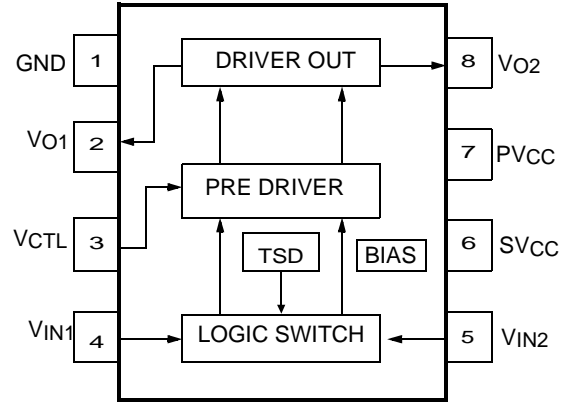 GND 1 DRIVER OUT 8 VO2
VO1 2 7 PVCC
PRE DRIVER
VCTL 3 6 SVCC
TSD BIAS
VIN1 4 LOGIC SWITCH 5 VIN2